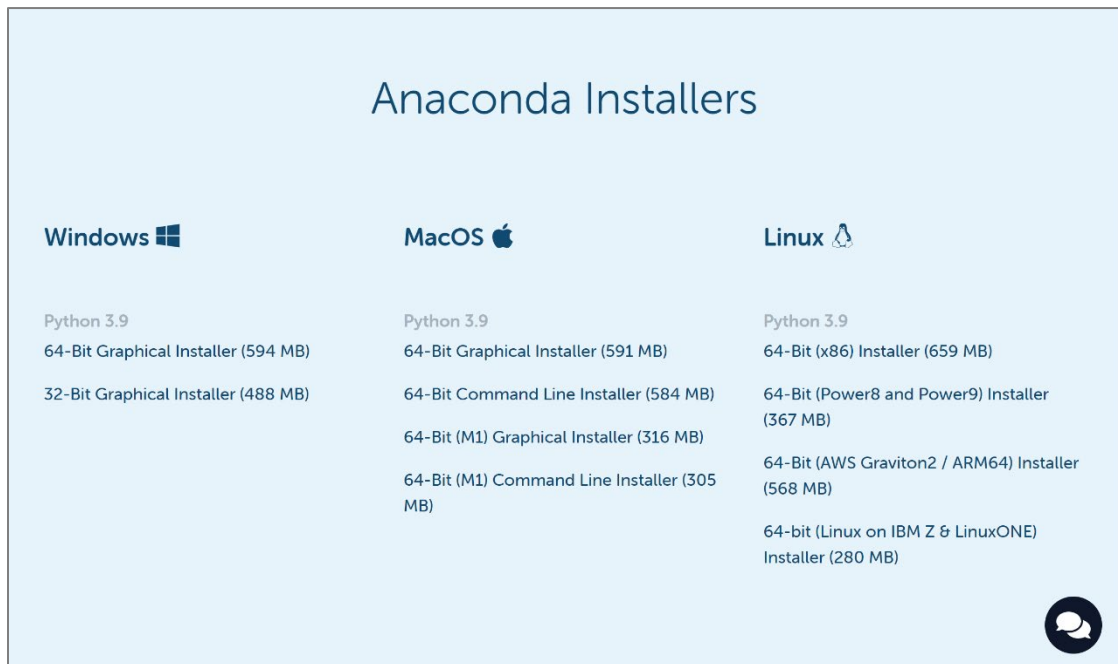 Anaconda Installers
Windows
Python 3.9
64-Bit Graphical Installer (594 MB)
32-Bit Graphical Installer (488 MB)
MacOS
Python 3.9
64-Bit Graphical Installer (591 MB)
64-Bit Command Line Installer (584 MB)
64-Bit (M1) Graphical Installer (316 MB)
64-Bit (M1) Command Line Installer (305
MB)
Linux
Python 3.9
64-Bit (x86) Installer (659 MB)
64-Bit (Power8 and Power9) Installer
(367 MB)
64-Bit (AWS Graviton2 / ARM64) Installer
(568 MB)
64-bit (Linux on IBM Z & LinuxONE)
Installer (280 MB)